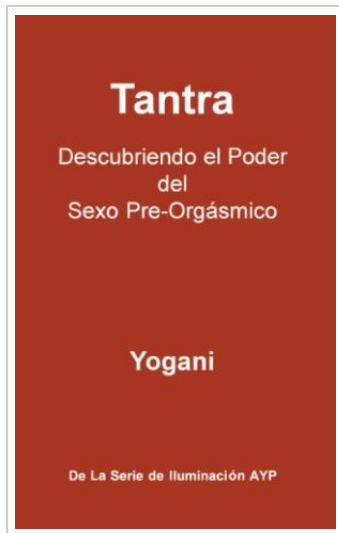 Tantra
Descubriendo el Poder
del
Sexo Pre-Orgásmico
Yogani
De La Serie de Iluminación AYP